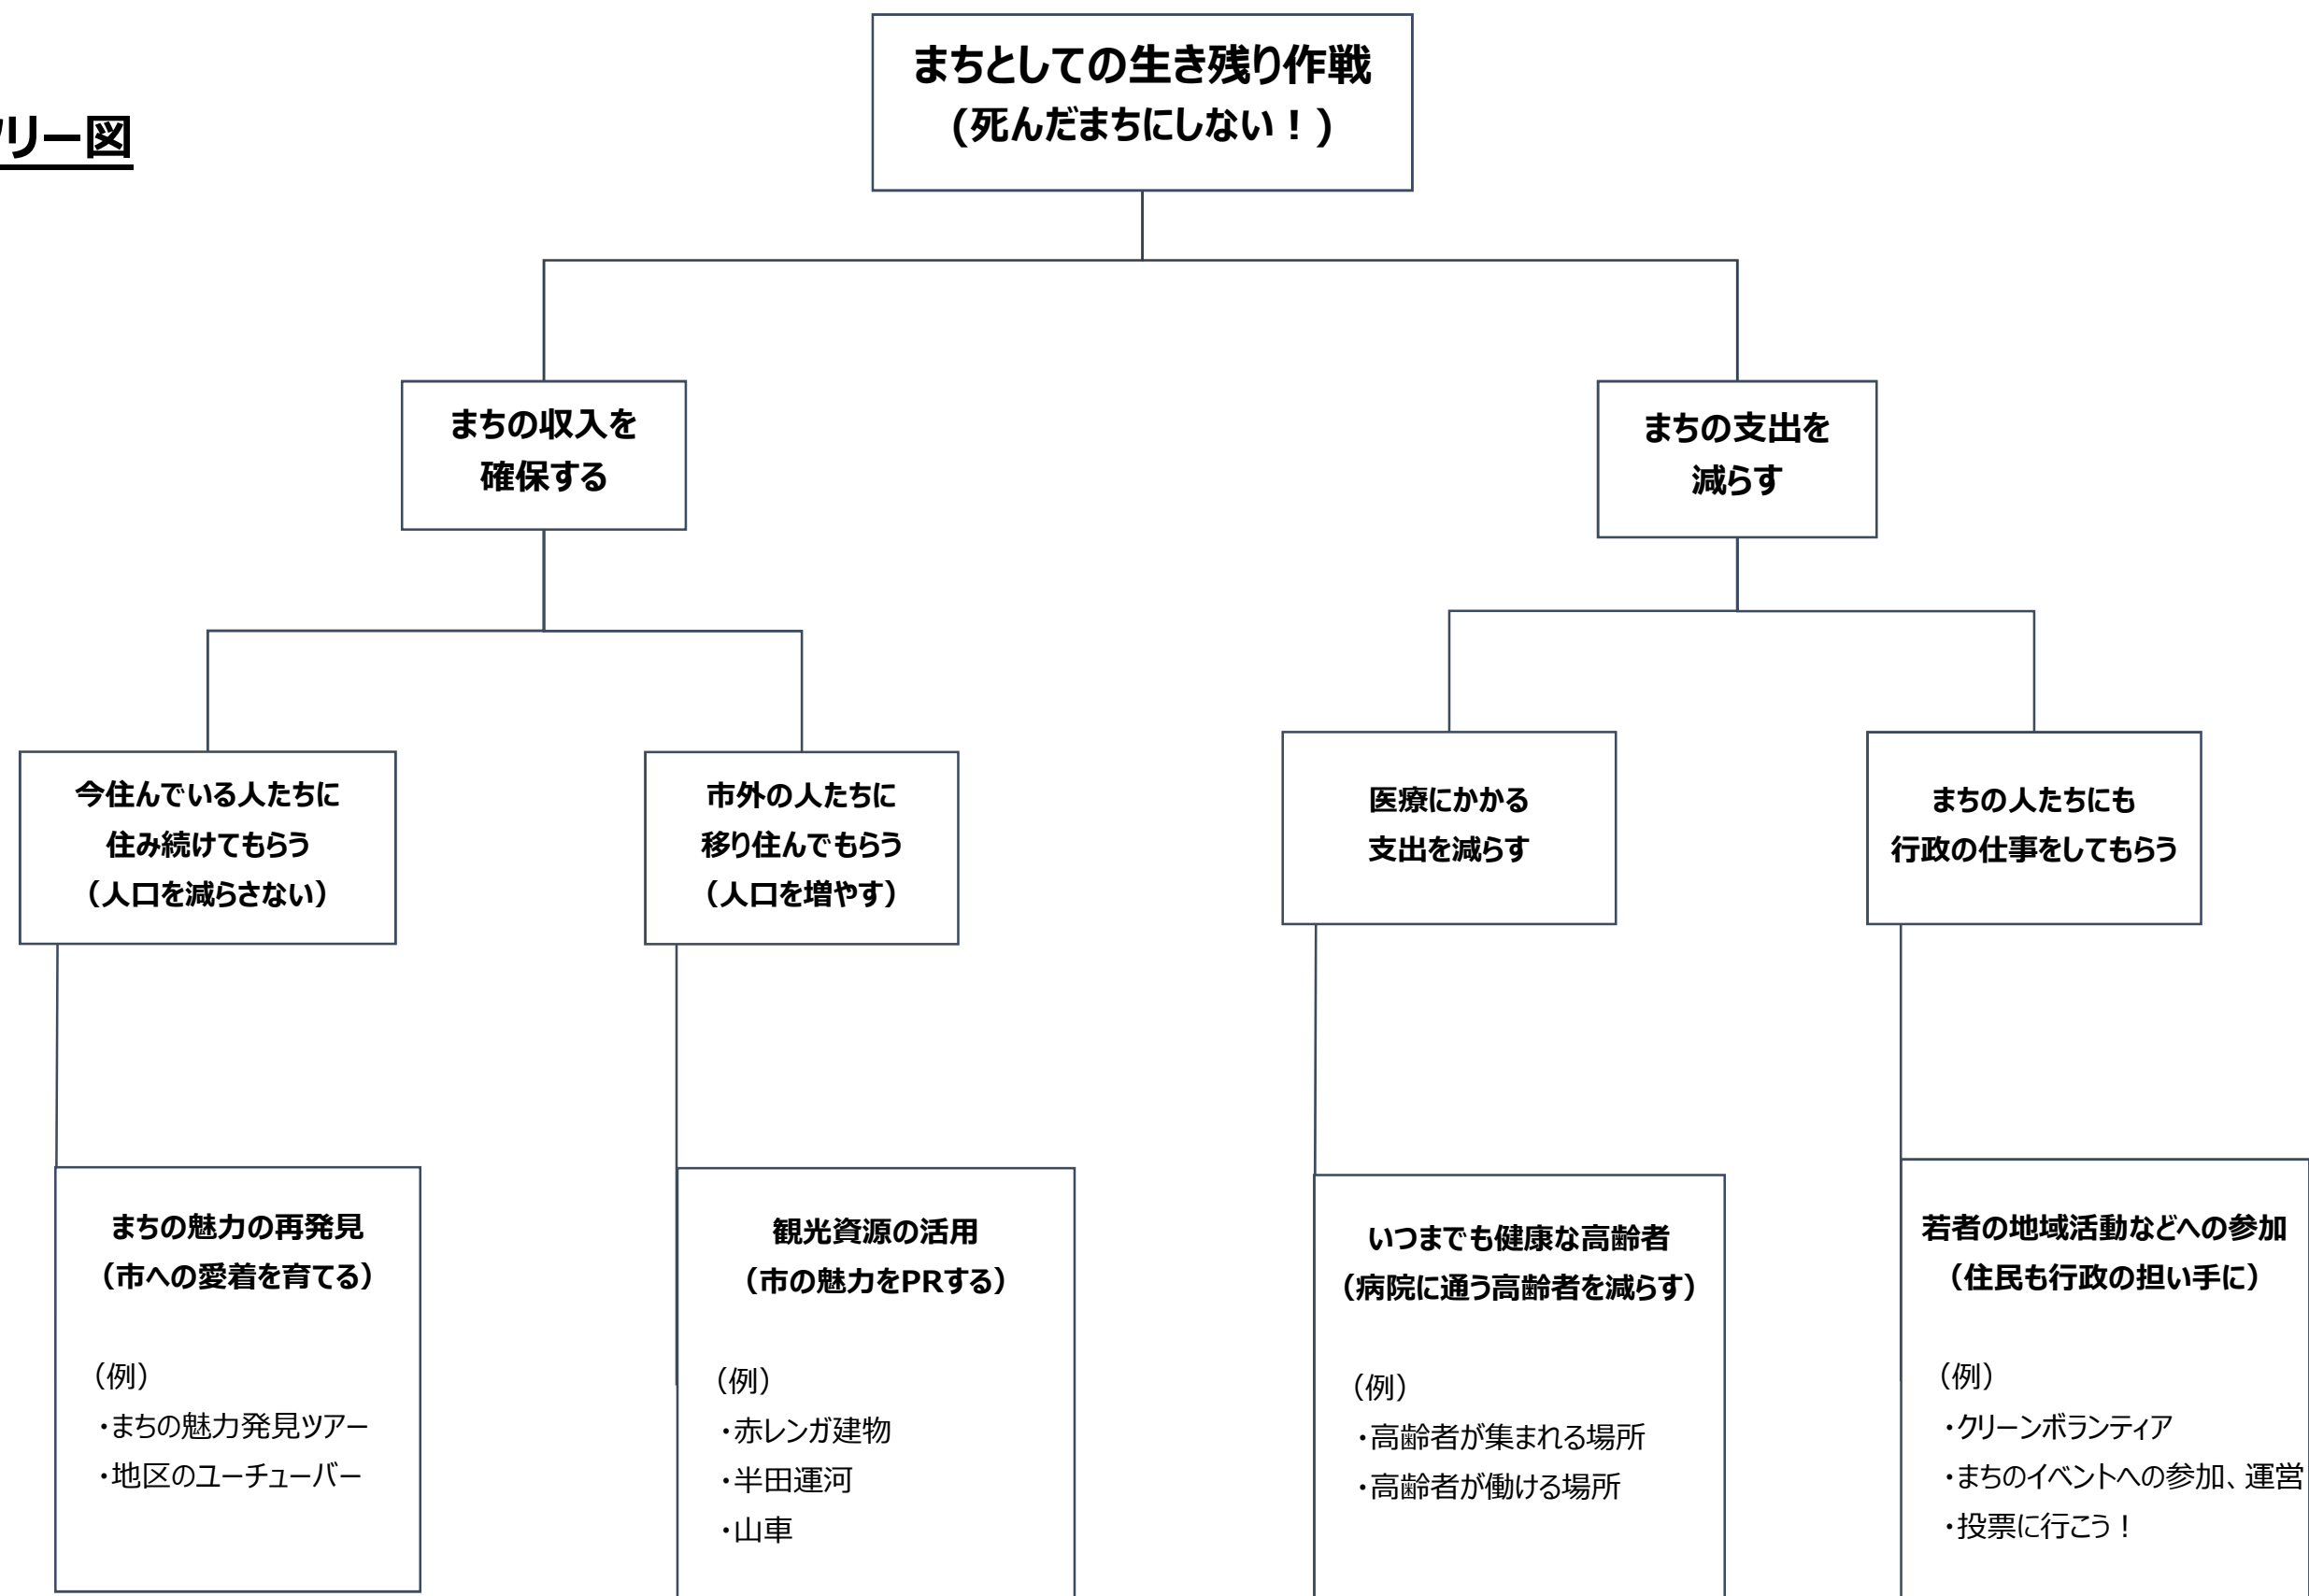 リー図
まちとしての生き残り作戦
(死んだまちにしない！)
まちの収入を
確保する
まちの支出を
減らす
今住んでいる人たちに
住み続けてもらう
（人口を減らさない）
市外の人たちに
移り住んでもらう
（人口を増やす）
医療にかかる
支出を減らす
まちの人たちにも
行政の仕事をしてもらう
まちの魅力の再発見
（市への愛着を育てる）
（例）
・まちの魅力発見ツアー
・地区のユーチューバー
観光資源の活用
（市の魅力をPRする）
（例）
・赤レンガ建物
・半田運河
・山車
いつまでも健康な高齢者
（病院に通う高齢者を減らす）
（例）
・高齢者が集まれる場所
・高齢者が働ける場所
若者の地域活動などへの参加
（住民も行政の担い手に）
（例）
・クリーンボランティア
・まちのイベントへの参加、運営
・投票に行こう！